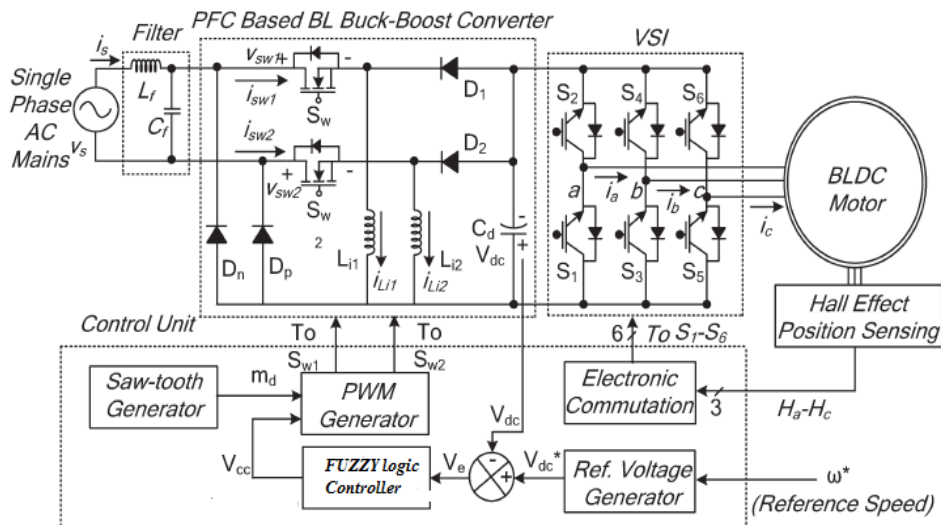 PFC Based BL Buck-Boost Converter
Filter
VSI
Single
Phase
AC
Mains
vs
is
Lf
Cf
vsw1
+
-
isw1
Sw
isw2
+
-
vsw2
Sw
2
D1
D2
Dn
Dp
Li1
iLi1
Li2
iLi2
Cd
Vdc
-
+
S2
S4
S6
a
ia
b
ib
c
ic
S1
S3
S5
BLDC
Motor
Hall Effect
Position Sensing
Control Unit
To
Sw1
To
Sw2
6
To S1-S6
Saw-tooth
Generator
md
PWM
Generator
Electronic
Commutation
3
Ha-Hc
Vcc
FUZZY logic
Controller
Ve
Vdc
-
+
Vdc*
Ref. Voltage
Generator
ω*
(Reference Speed)